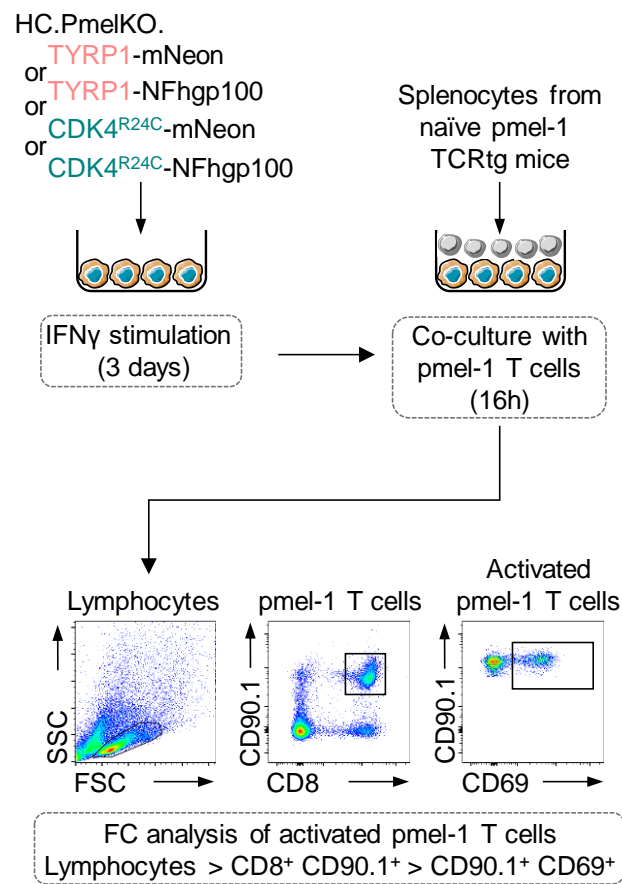 HC.PmelKO.
TYRP1-mNeon
or
TYRP1-NFhgp100
or
CDK4R24C-mNeon
or
CDK4R24C-NFhgp100
Splenocytes from
naïve pmel-1
TCRtg mice
IFNγ stimulation
(3 days)
Co-culture with
pmel-1 T cells
(16h)
Lymphocytes
SSC
FSC
pmel-1 T cells
CD90.1
CD8
Activated
pmel-1 T cells
CD90.1
CD69
FC analysis of activated pmel-1 T cells
Lymphocytes > CD8+ CD90.1+ > CD90.1+ CD69+